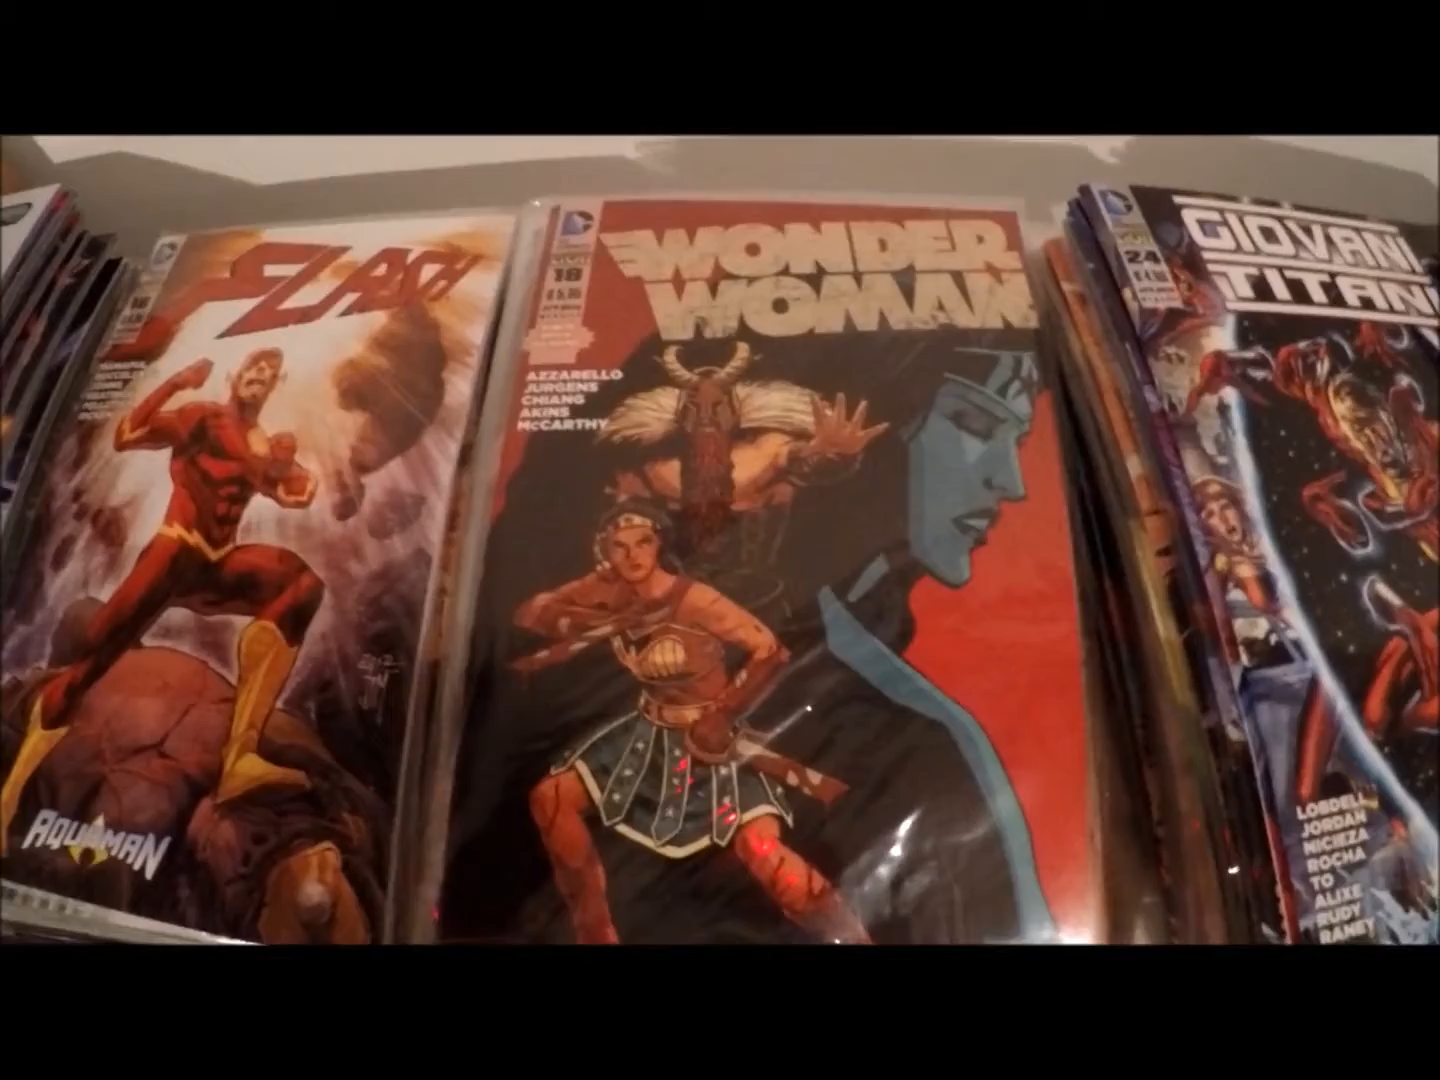 FLASH
AQUAMAN
18
WONDER
WOMAN
AZZARELLO
JURGENS
CHIANG
AKINS
McCARTHY
24
GIOVANI
TITAN
LOBDELL
JORDAN
NICIEZA
ROCHA
TO
ALIXE
RUDY
RANEY